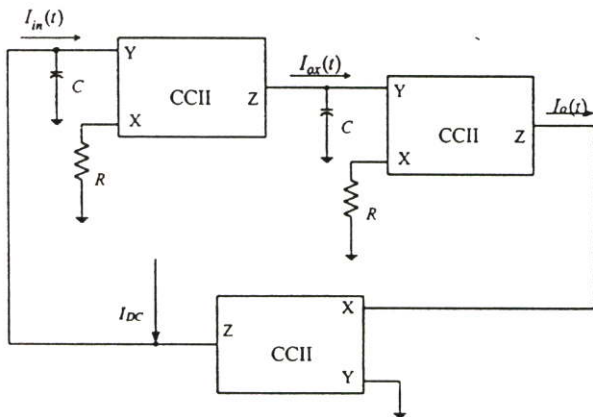 I_in(t)
Y
CCII
Z
X
C
R
I_ox(t)
Y
CCII
Z
X
C
R
I_o(t)
I_DC
Z
CCII
X
Y